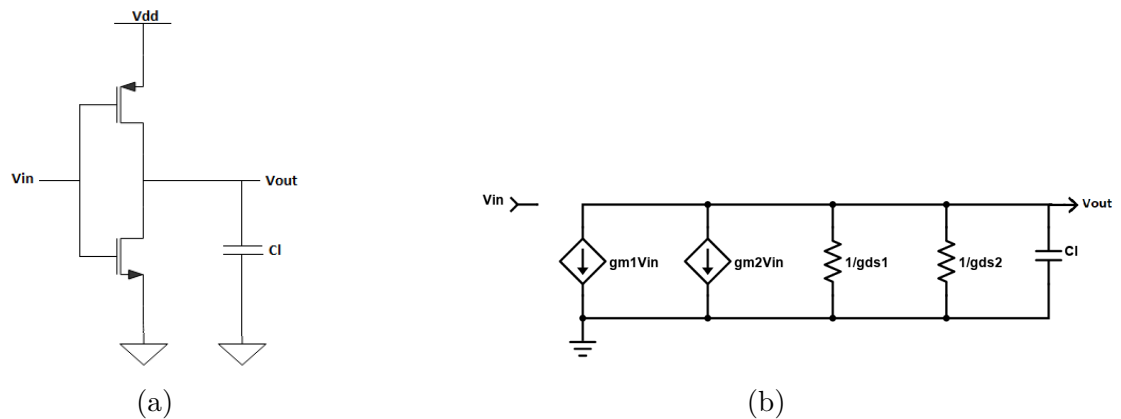 Vdd
Vin
Vout
Cl
(a)
Vin
Vout
gm1Vin
gm2Vin
1/gds1
1/gds2
Cl
(b)